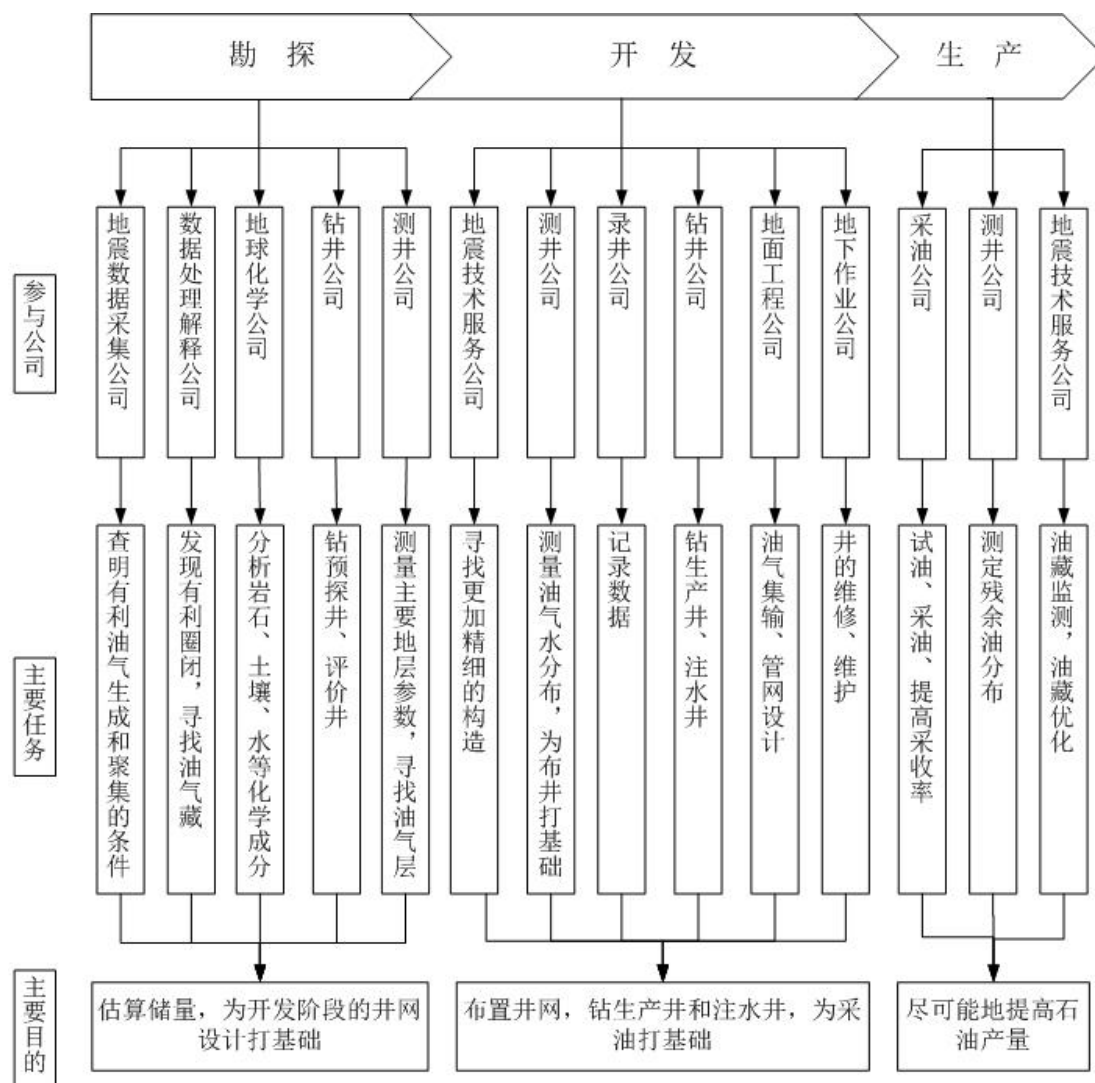 勘 探
开 发
生 产
参与公司
地震数据采集公司
数据处理解释公司
地球化学公司
钻井公司
测井公司
地震技术服务公司
测井公司
录井公司
钻井公司
地面工程公司
地下作业公司
采油公司
测井公司
地震技术服务公司
主要任务
查明有利油气生成和聚集的条件
发现有利圈闭，寻找油气藏
分析岩石、土壤、水等化学成分
钻预探井、评价井
测量主要地层参数，寻找油气层
寻找更加精细的构造
测量油气水分布，为布井打基础
记录数据
钻生产井、注水井
油气集输、管网设计
井的维修、维护
试油、采油、提高采收率
测定残余油分布
油藏监测，油藏优化
主要目的
估算储量，为开发阶段的井网
设计打基础
布置井网，钻生产井和注水井，为采
油打基础
尽可能地提高石
油产量